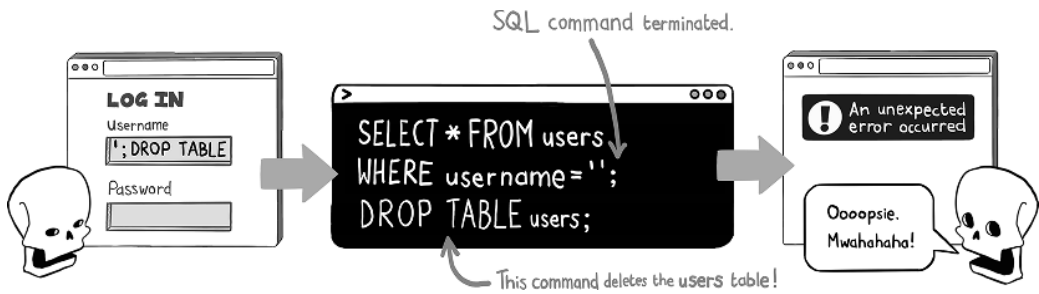 SQL command terminated.
LOG IN
Username
';DROP TABLE
Password
>
SELECT * FROM users
WHERE username='';
DROP TABLE users;
This command deletes the users table!
!
An unexpected
error occurred
Oooopsie.
Mwahahaha!